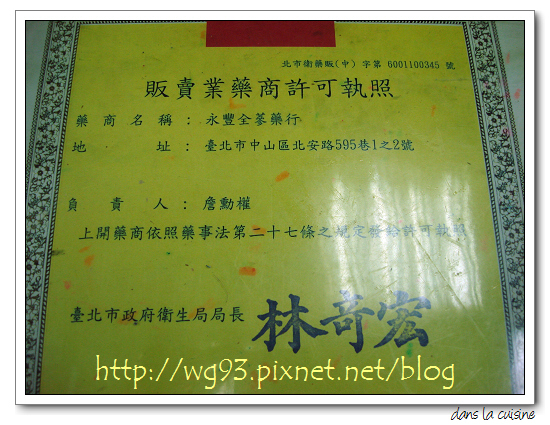 北市衛藥販(中)字第 6001100345 號
販賣業藥商許可執照
藥商名稱：永豐全蔘藥行
地址：臺北市中山區北安路595巷1之2號
負責人：詹勳權
上開藥商依照藥事法第二十七條之規定發給許可執照
臺北市政府衛生局局長 林奇宏
http://wg93.pixnet.net/blog
dans la cuisine